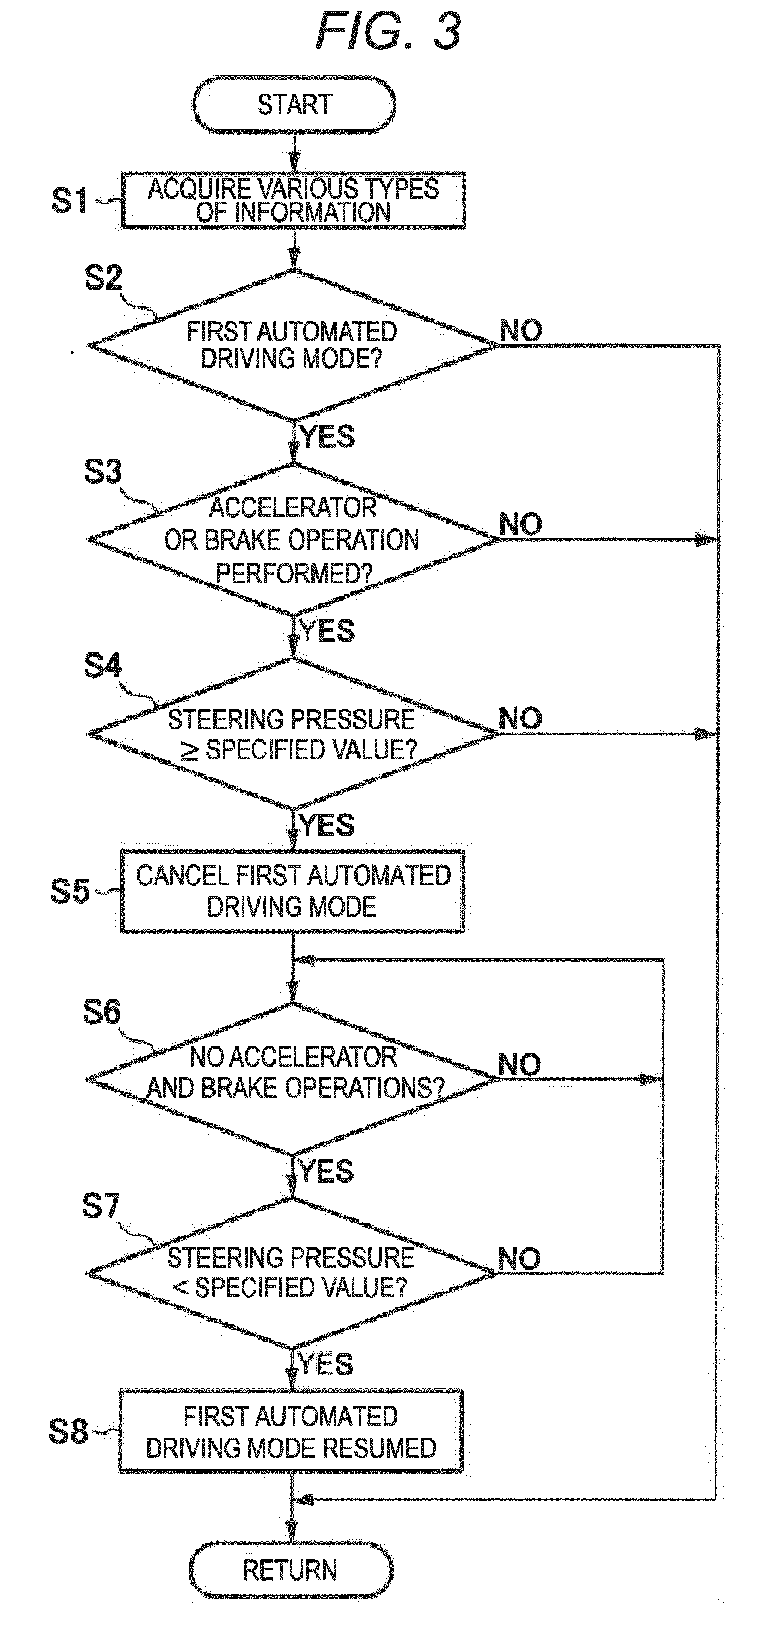 FIG. 3
START
S1
ACQUIRE VARIOUS TYPES
OF INFORMATION
S2
FIRST AUTOMATED
DRIVING MODE?
NO
YES
S3
ACCELERATOR
OR BRAKE OPERATION
PERFORMED?
NO
YES
S4
STEERING PRESSURE
≥ SPECIFIED VALUE?
NO
YES
S5
CANCEL FIRST AUTOMATED
DRIVING MODE
S6
NO ACCELERATOR
AND BRAKE OPERATIONS?
NO
YES
S7
STEERING PRESSURE
< SPECIFIED VALUE?
NO
YES
S8
FIRST AUTOMATED
DRIVING MODE RESUMED
RETURN